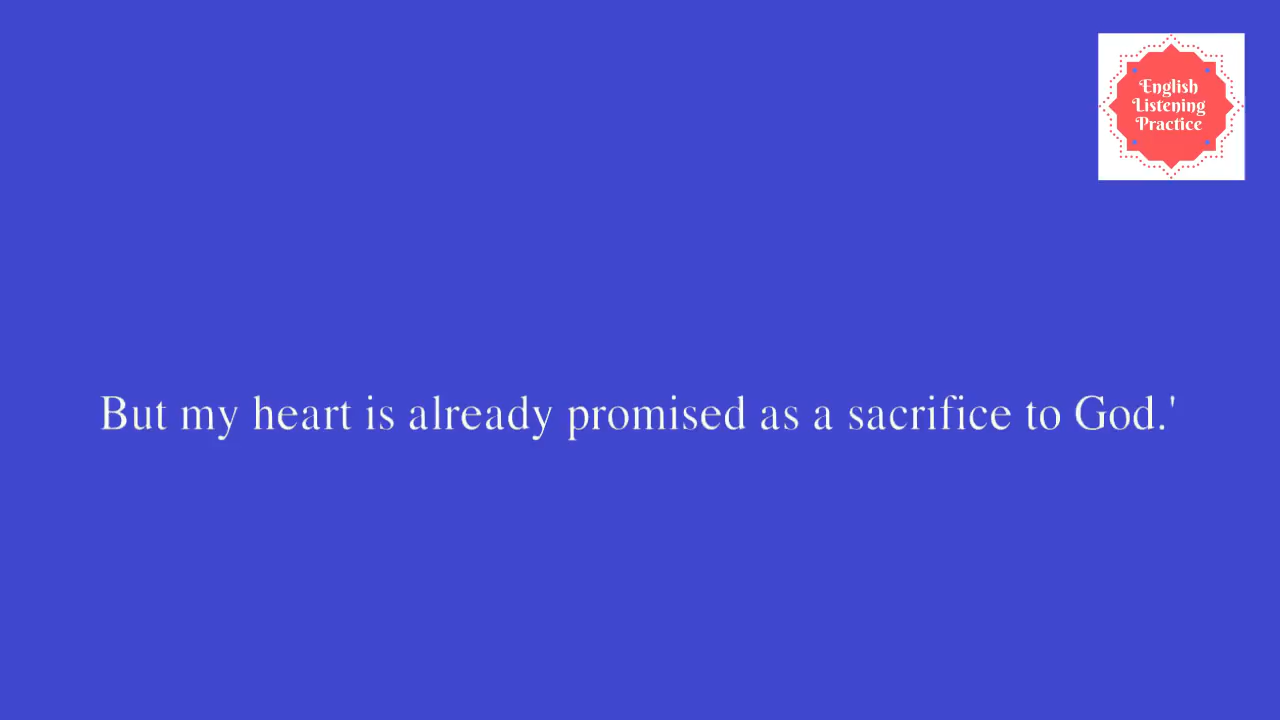 English
Listening
Practice
But my heart is already promised as a sacrifice to God.'